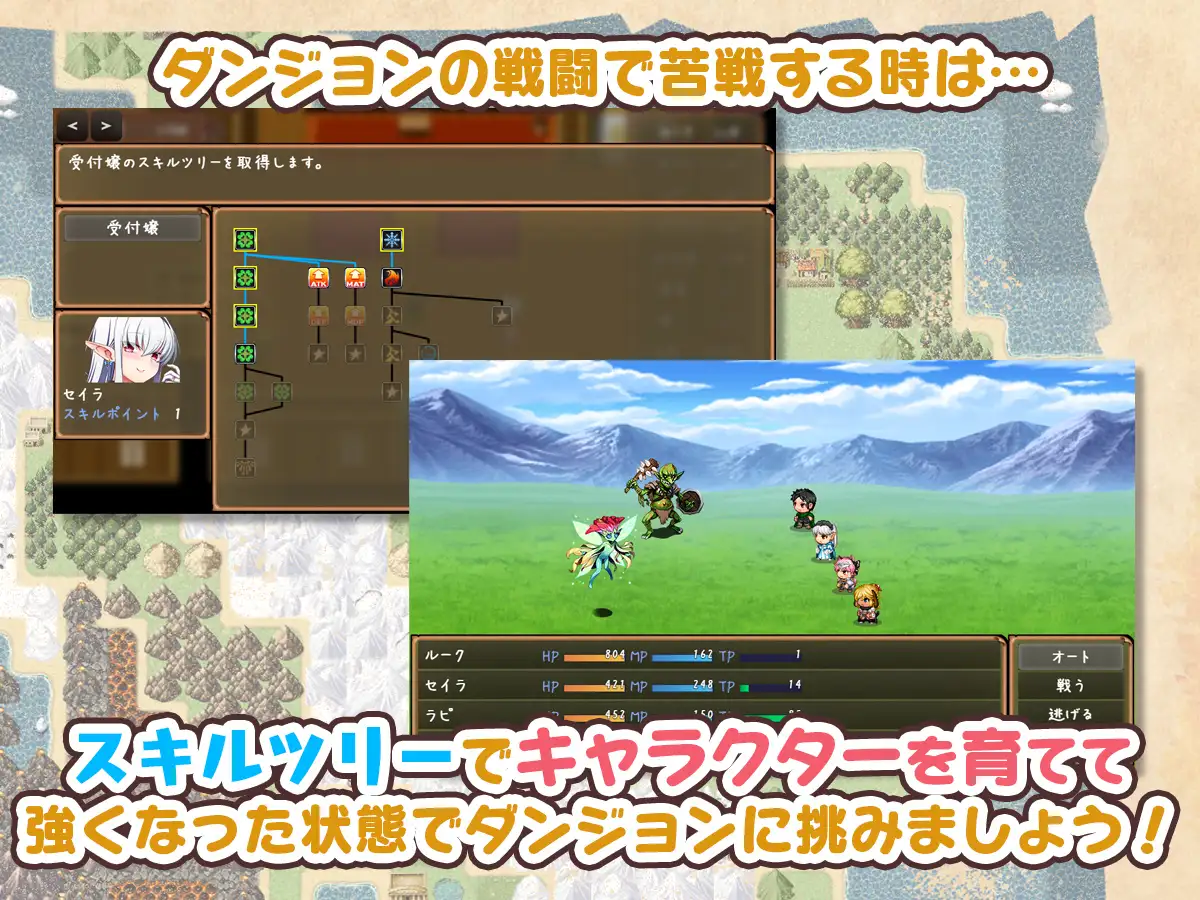 ダンジョンの戦闘で苦戦する時は…
< >
受付嬢のスキルツリーを取得します。
受付嬢
ATK MAT
DEF MDF
セイラ
スキルポイント 1
ルーク HP 804 MP 162 TP 1
セイラ HP 421 MP 248 TP 14
ラピ HP 452 MP 150
オート
戦う
逃げる
スキルツリーでキャラクターを育てて
強くなった状態でダンジョンに挑みましょう!